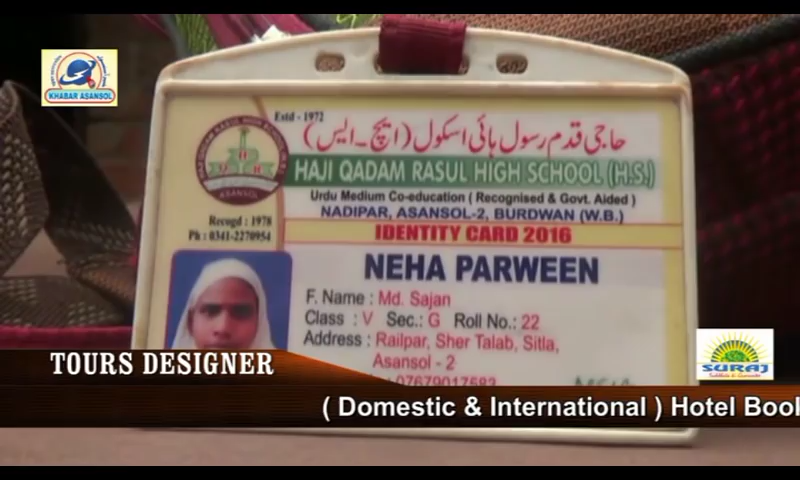 KHABAR ASANSOL
Estd - 1972
حاجی قدم رسول ہائی اسکول (ایچ ۔ ایس)
HAJI QADAM RASUL HIGH SCHOOL (H.S.)
ASANSOL
Urdu Medium Co-education ( Recognised & Govt. Aided )
NADIPAR, ASANSOL-2, BURDWAN (W.B.)
Recogd : 1978
Ph : 0341-2270954
IDENTITY CARD 2016
NEHA PARWEEN
F. Name : Md. Sajan
Class : V Sec.: G Roll No.: 22
Address : Railpar, Sher Talab, Sitla,
Asansol - 2
07679017583
SURAJ
TOURS DESIGNER
( Domestic & International ) Hotel Book